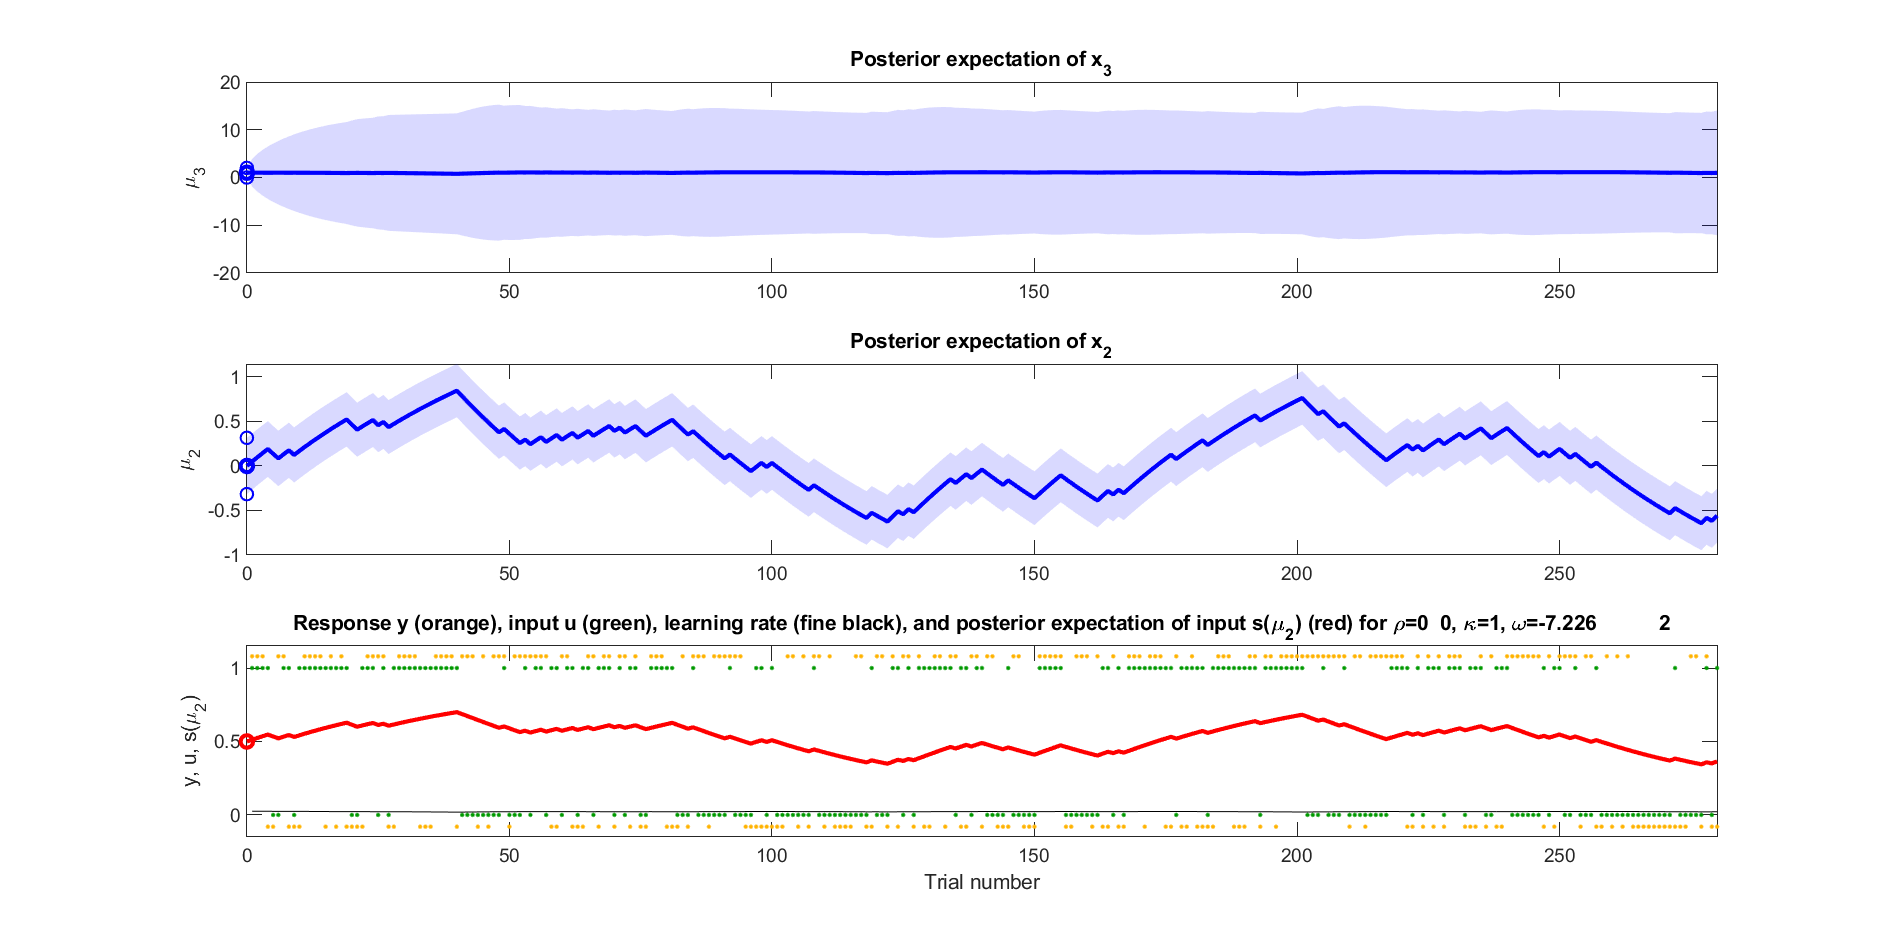 Posterior expectation of x3
20
10
0
-10
-20
μ3
0 50 100 150 200 250
Posterior expectation of x2
1
0.5
0
-0.5
-1
μ2
0 50 100 150 200 250
Response y (orange), input u (green), learning rate (fine black), and posterior expectation of input s(μ2) (red) for ρ=0 0, κ=1, ω=-7.226 2
1
0.5
0
y, u, s(μ2)
0 50 100 150 200 250
Trial number